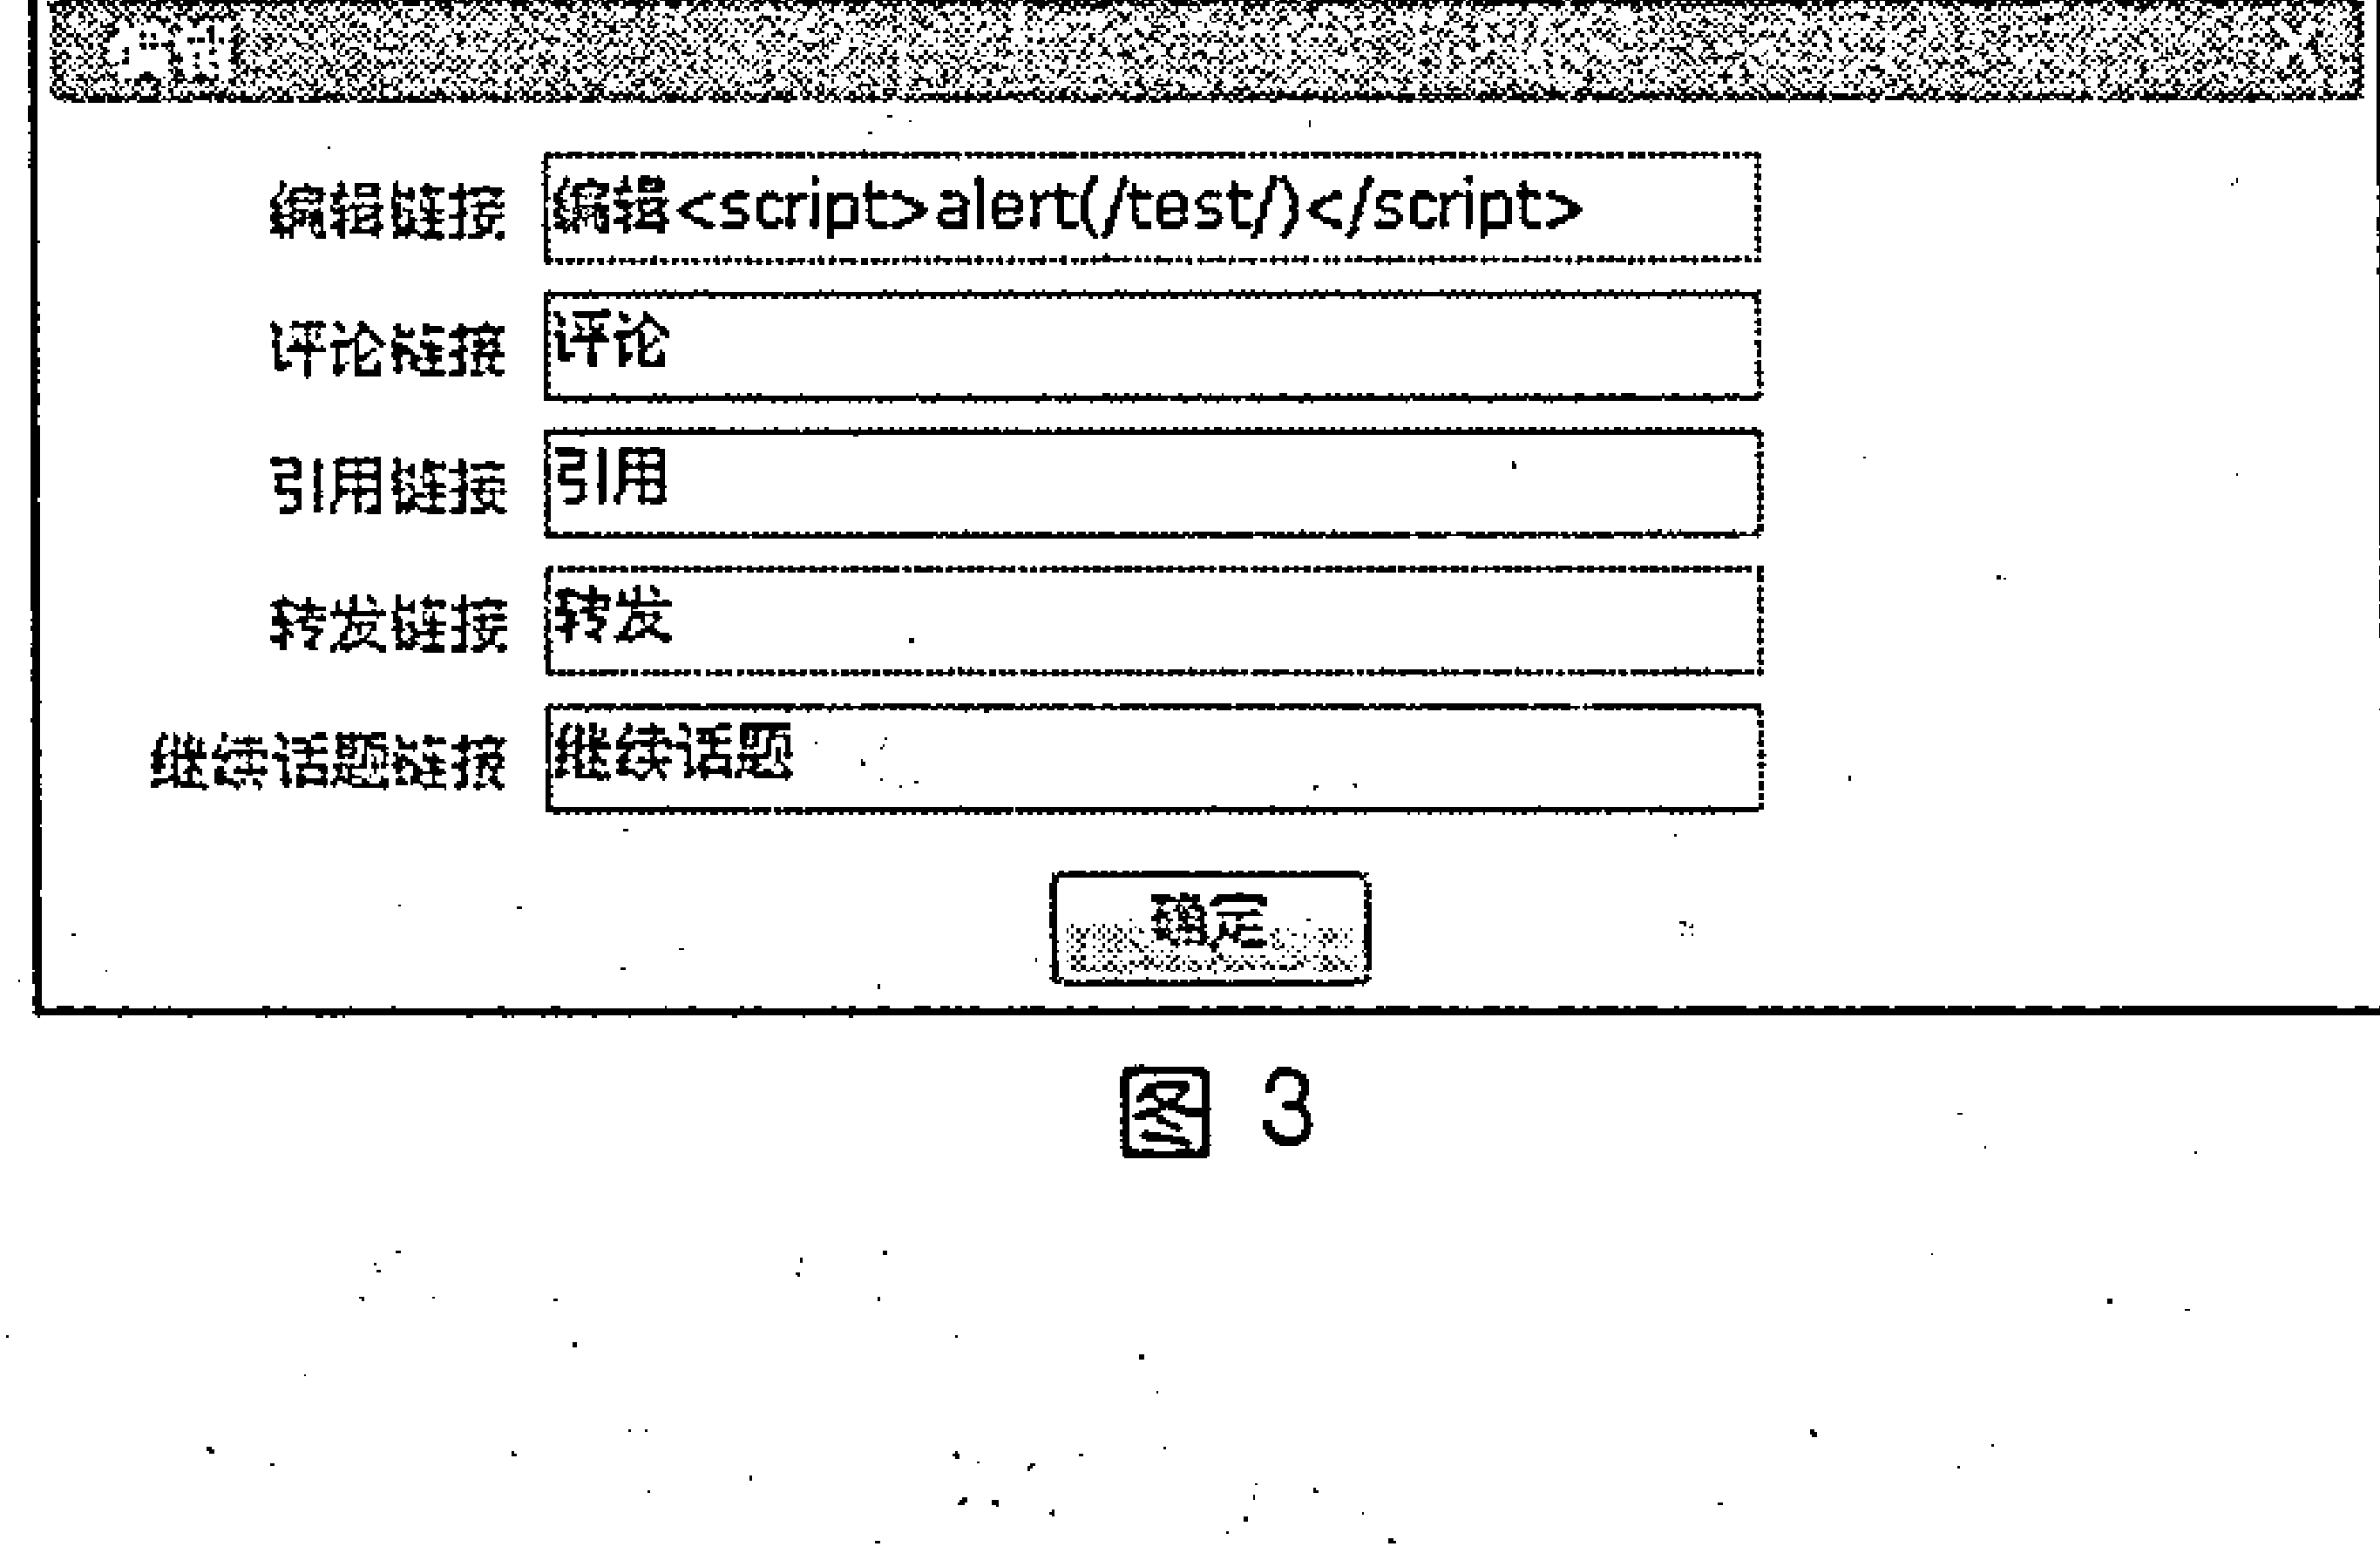 编辑链接 编辑<script>alert(/test/)</script>
评论链接 评论
引用链接 引用
转发链接 转发
继续话题链接 继续话题
确定
图 3